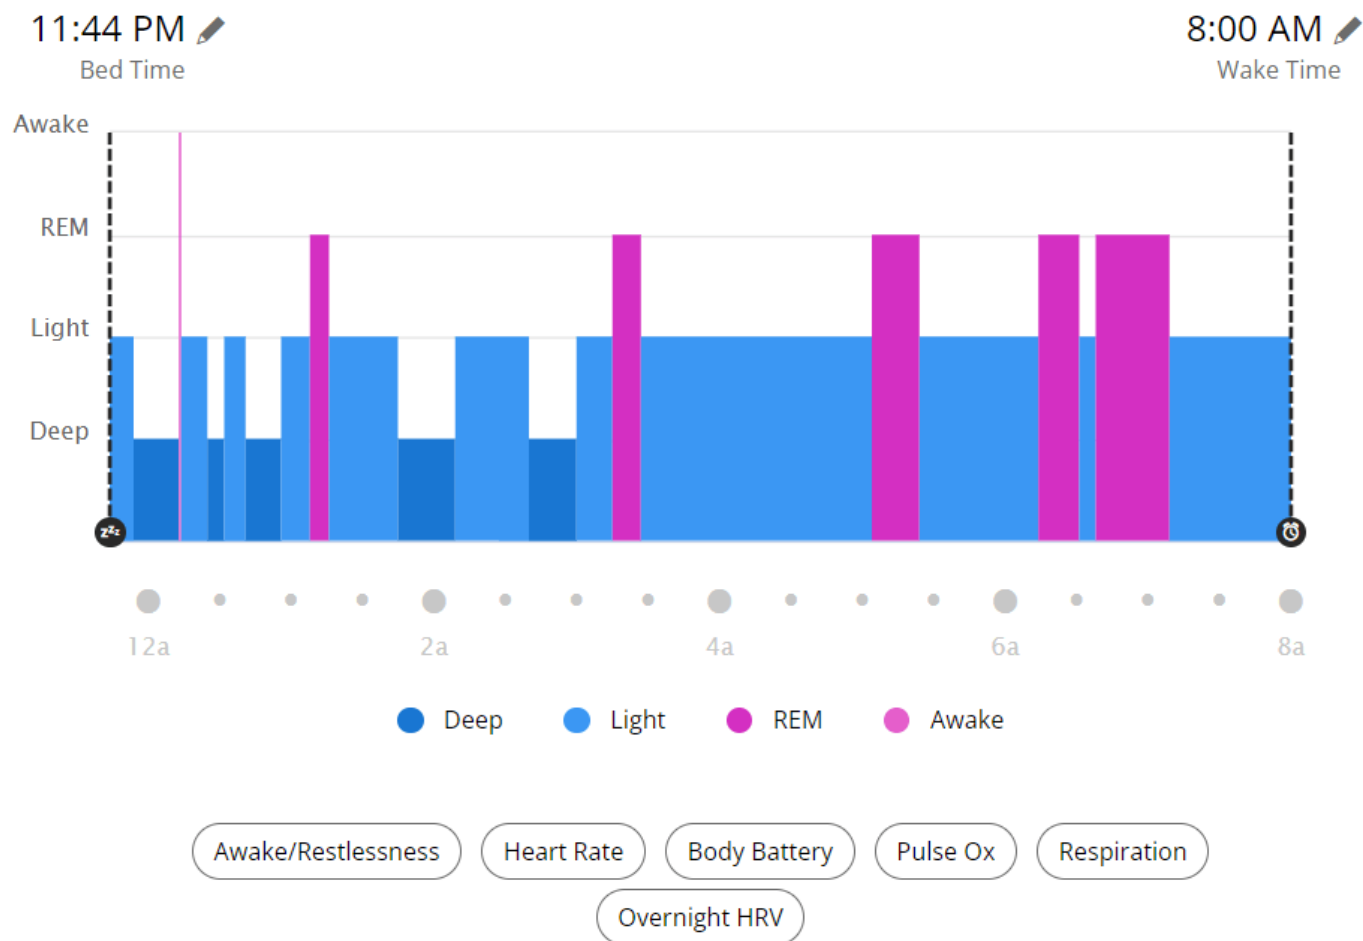 11:44 PM
Bed Time
8:00 AM
Wake Time
Awake
REM
Light
Deep
zzz
12a
2a
4a
6a
8a
Deep
Light
REM
Awake
Awake/Restlessness
Heart Rate
Body Battery
Pulse Ox
Respiration
Overnight HRV